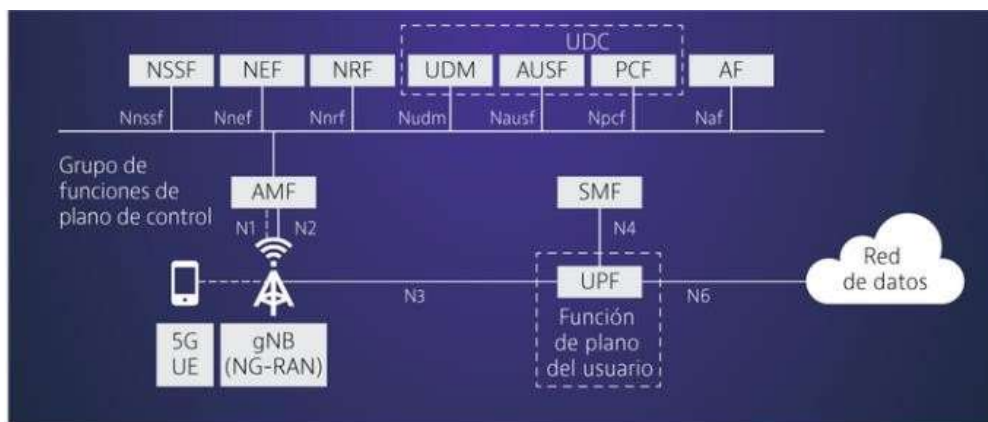 UDC
NSSF NEF NRF UDM AUSF PCF AF
Nnssf Nnef Nnrf Nudm Nausf Npcf Naf
Grupo de
funciones de
plano de control
AMF
SMF
N1 N2
N4
UPF
Red
de datos
N3
N6
Función
de plano
del usuario
5G
UE
gNB
(NG-RAN)